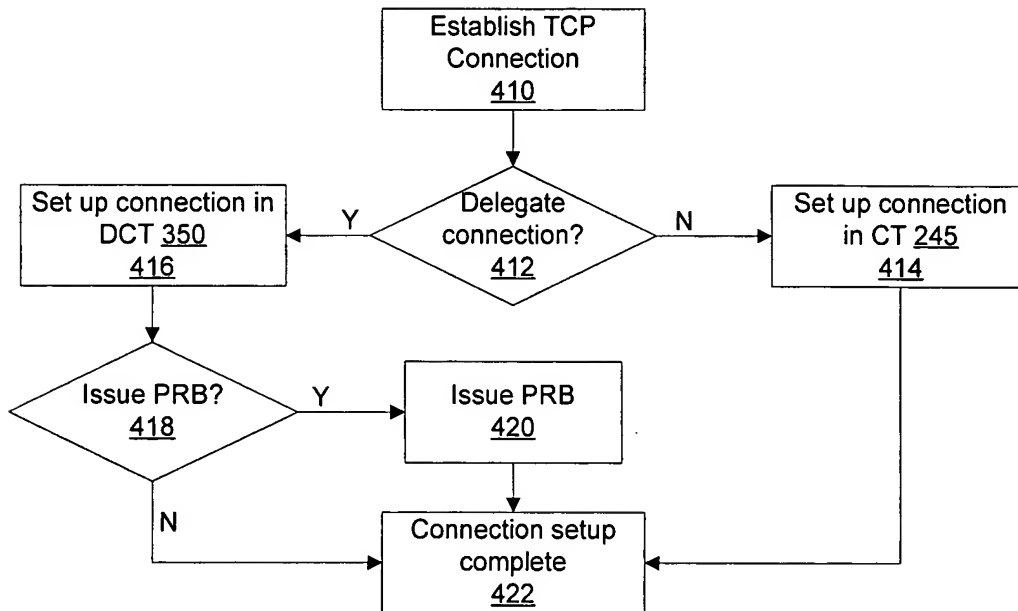 Establish TCP
Connection
410
Delegate
connection?
412
Y
N
Set up connection in
DCT 350
416
Set up connection
in CT 245
414
Issue PRB?
418
Y
N
Issue PRB
420
Connection setup
complete
422